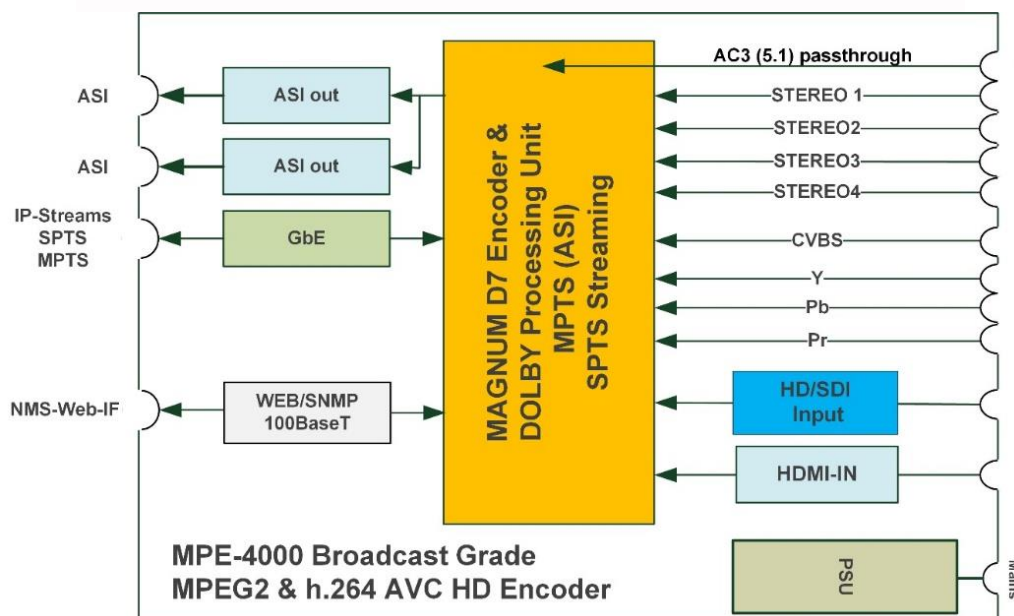 AC3 (5.1) passthrough
ASI
ASI out
STEREO 1
STEREO2
ASI
ASI out
STEREO3
STEREO4
IP-Streams
SPTS
MPTS
GbE
CVBS
Y
Pb
Pr
MAGNUM D7 Encoder &
DOLBY Processing Unit
MPTS (ASI)
SPTS Streaming
NMS-Web-IF
WEB/SNMP
100BaseT
HD/SDI
Input
HDMI-IN
MPE-4000 Broadcast Grade
MPEG2 & h.264 AVC HD Encoder
PSU
Mains